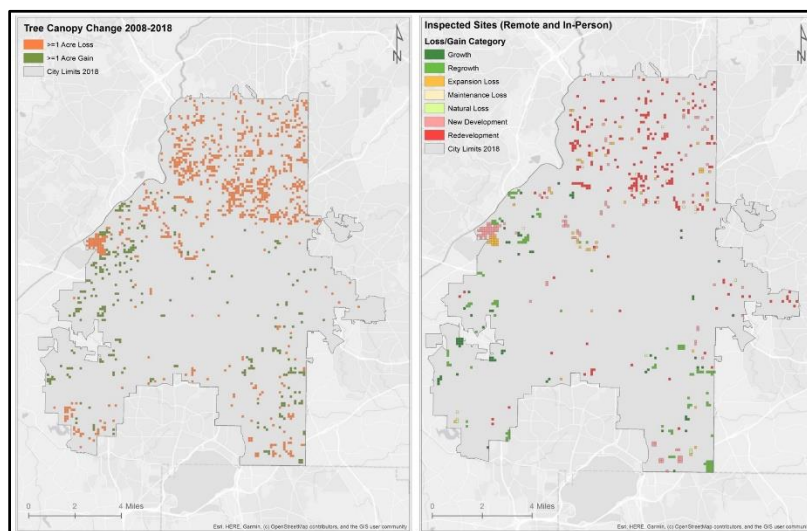 Tree Canopy Change 2008-2018
>=1 Acre Loss
>=1 Acre Gain
City Limits 2018
N
0 2 4 Miles
Esri, HERE, Garmin, (c) OpenStreetMap contributors, and the GIS user community
Inspected Sites (Remote and In-Person)
Loss/Gain Category
Growth
Regrowth
Expansion Loss
Maintenance Loss
Natural Loss
New Development
Redevelopment
City Limits 2018
N
0 2 4 Miles
Esri, HERE, Garmin, (c) OpenStreetMap contributors, and the GIS user community